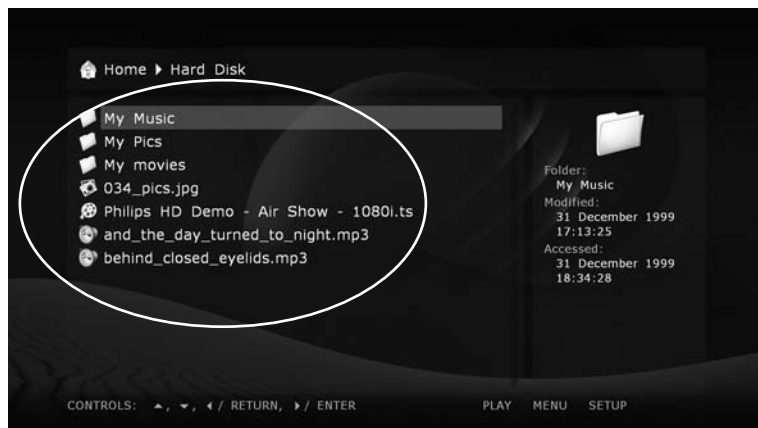 Home ▶ Hard Disk
My Music
My Pics
My movies
034_pics.jpg
Philips HD Demo - Air Show - 1080i.ts
and_the_day_turned_to_night.mp3
behind_closed_eyelids.mp3
Folder:
My Music
Modified:
31 December 1999
17:13:25
Accessed:
31 December 1999
18:34:28
CONTROLS: ▲, ▼, ◀/ RETURN, ▶/ ENTER
PLAY MENU SETUP